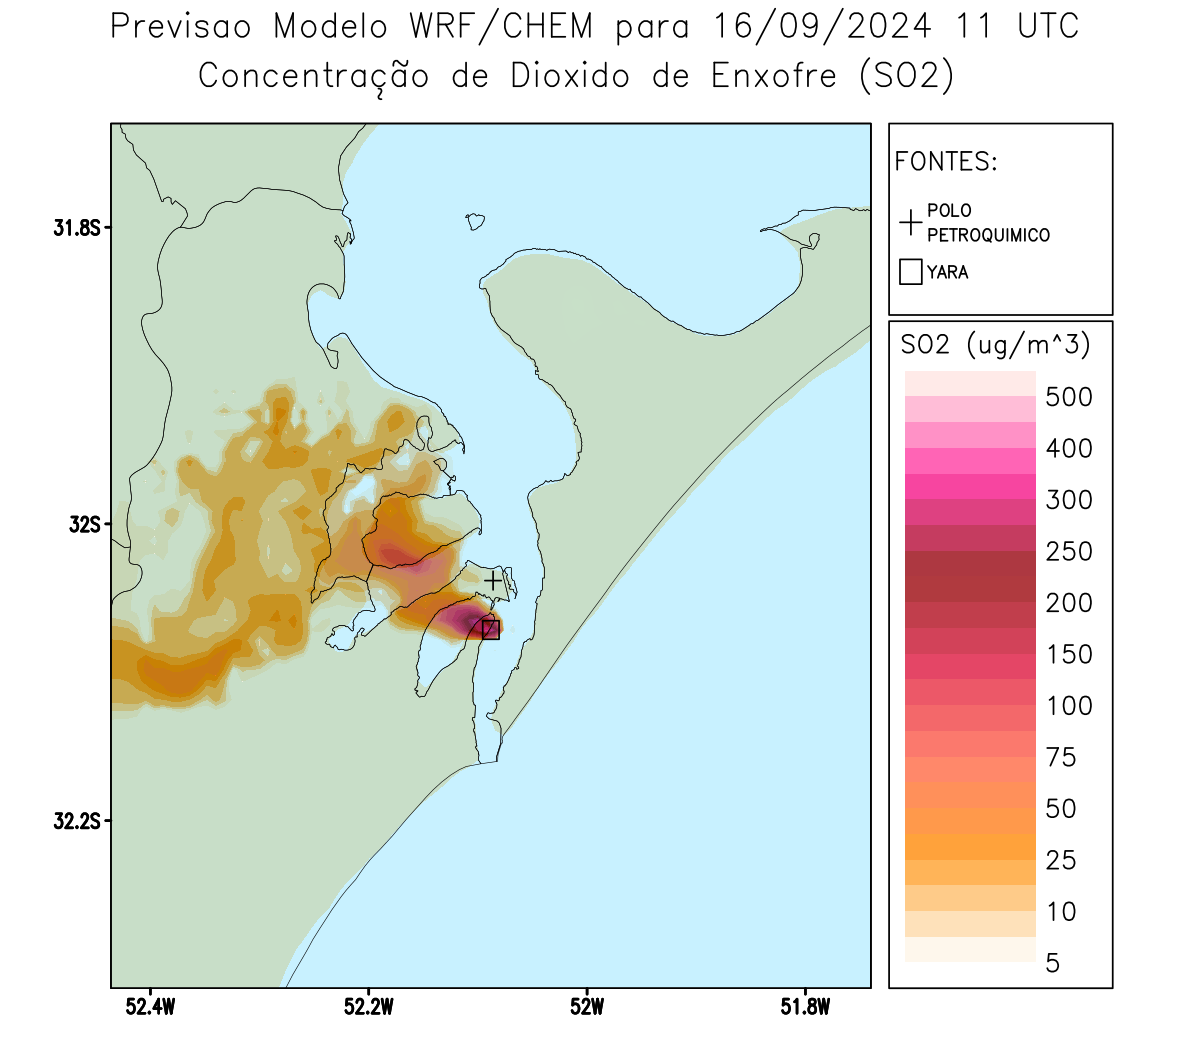 Previsao Modelo WRF/CHEM para 16/09/2024 11 UTC
Concentração de Dioxido de Enxofre (SO2)
FONTES:
POLO
PETROQUIMICO
YARA
31.8S
32S
32.2S
52.4W
52.2W
52W
51.8W
SO2 (ug/m^3)
500
400
300
250
200
150
100
75
50
25
10
5